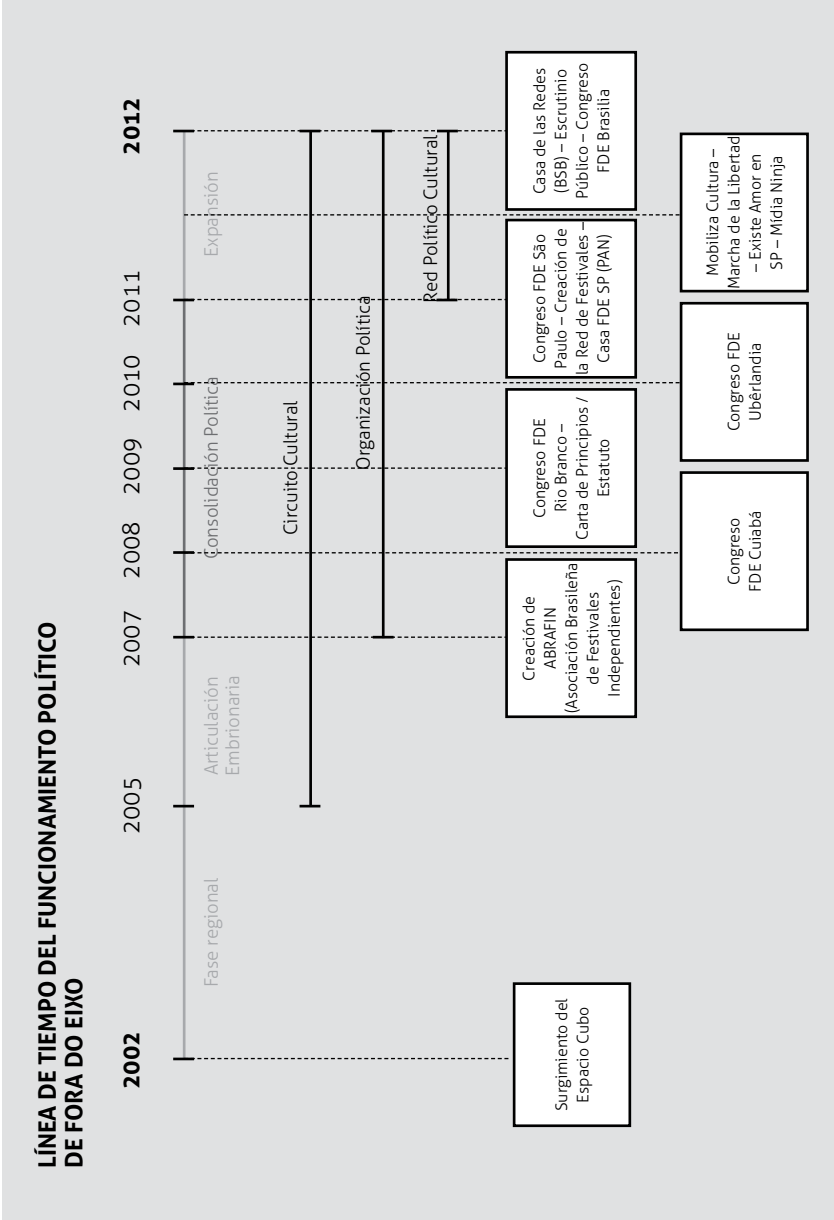 LÍNEA DE TIEMPO DEL FUNCIONAMIENTO POLÍTICO
DE FORA DO EIXO
2002
2005
2007
2008
2009
2010
2011
2012
Fase regional
Articulación
Embrionaria
Consolidación Política
Expansión
Circuito Cultural
Organización Política
Red Político Cultural
Surgimiento del
Espacio Cubo
Creación de
ABRAFIN
(Asociación Brasileña
de Festivales
Independientes)
Congreso FDE
Rio Branco –
Carta de Principios /
Estatuto
Congreso FDE São
Paulo – Creación de
la Red de Festivales –
Casa FDE SP (PAN)
Casa de las Redes
(BSB) – Escrutinio
Público – Congreso
FDE Brasilia
Congreso
FDE Cuiabá
Congreso FDE
Ubêrlandia
Mobiliza Cultura –
Marcha de la Libertad
– Existe Amor en
SP – Mídia Ninja